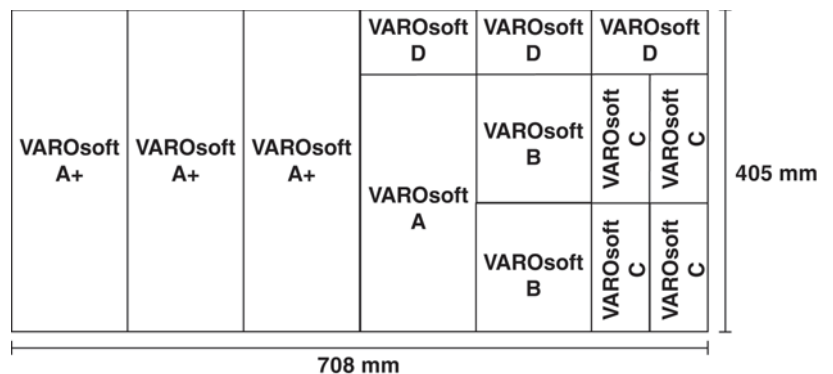 VAROsoft
D
VAROsoft
D
VAROsoft
D
VAROsoft
A+
VAROsoft
A+
VAROsoft
A+
VAROsoft
A
VAROsoft
B
VAROsoft
C
VAROsoft
C
405 mm
VAROsoft
B
VAROsoft
C
VAROsoft
C
708 mm